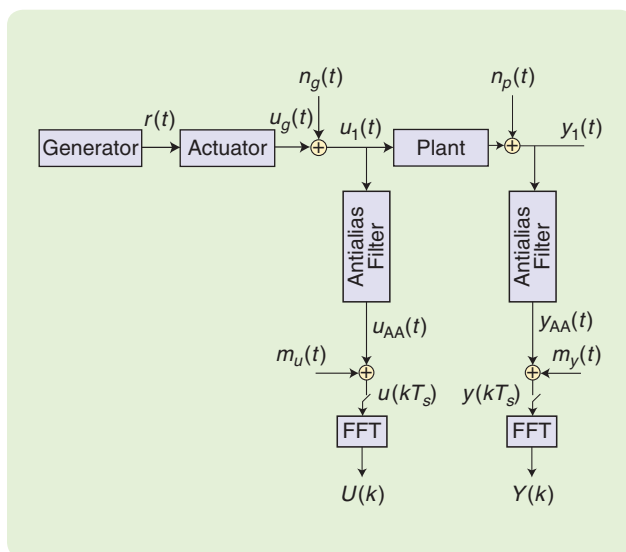 n_g(t) n_p(t)
r(t) u_g(t) u_1(t) y_1(t)
Generator Actuator + Plant +
Antialias Filter
Antialias Filter
u_AA(t) y_AA(t)
m_u(t) + + m_y(t)
u(kT_s) y(kT_s)
FFT FFT
U(k) Y(k)